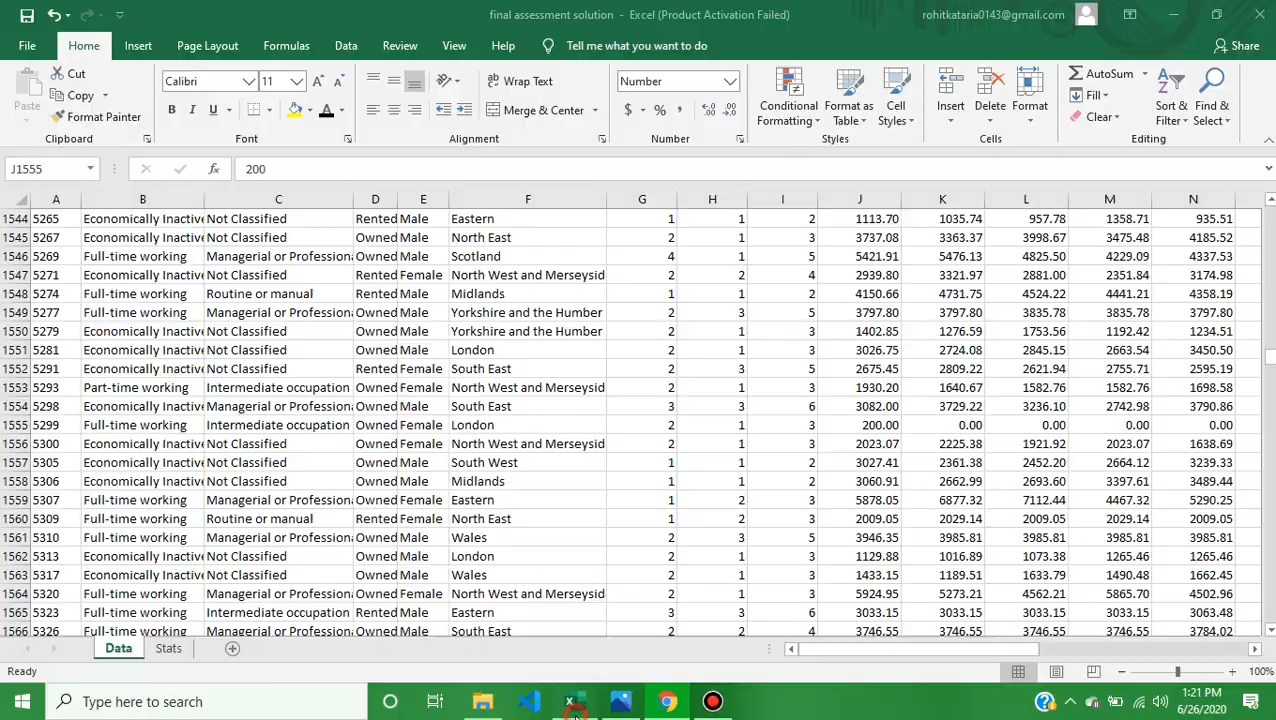 final assessment solution - Excel (Product Activation Failed) rohitkataria0143@gmail.com
File Home Insert Page Layout Formulas Data Review View Help Tell me what you want to do Share
Paste Cut Copy Format Painter Clipboard
Calibri 11 A A B I U A Font
Wrap Text Merge & Center Alignment
Number $ % , .0 .00 Number
Conditional Formatting Format as Table Cell Styles Styles
Insert Delete Format Cells
AutoSum Fill Clear Sort & Filter Find & Select Editing
J1555 fx 200
A B C D E F G H I J K L M N
1544 5265 Economically Inactive Not Classified Rented Male Eastern 1 1 2 1113.70 1035.74 957.78 1358.71 935.51
1545 5267 Economically Inactive Not Classified Owned Male North East 2 1 3 3737.08 3363.37 3998.67 3475.48 4185.52
1546 5269 Full-time working Managerial or Professiona Owned Male Scotland 4 1 5 5421.91 5476.13 4825.50 4229.09 4337.53
1547 5271 Economically Inactive Not Classified Rented Female North West and Merseysid 2 2 4 2939.80 3321.97 2881.00 2351.84 3174.98
1548 5274 Full-time working Routine or manual Rented Male Midlands 1 1 2 4150.66 4731.75 4524.22 4441.21 4358.19
1549 5277 Full-time working Managerial or Professiona Owned Male Yorkshire and the Humber 2 3 5 3797.80 3797.80 3835.78 3835.78 3797.80
1550 5279 Economically Inactive Not Classified Owned Male Yorkshire and the Humber 2 1 3 1402.85 1276.59 1753.56 1192.42 1234.51
1551 5281 Economically Inactive Not Classified Owned Male London 2 1 3 3026.75 2724.08 2845.15 2663.54 3450.50
1552 5291 Economically Inactive Not Classified Rented Female South East 2 3 5 2675.45 2809.22 2621.94 2755.71 2595.19
1553 5293 Part-time working Intermediate occupation Owned Female North West and Merseysid 2 1 3 1930.20 1640.67 1582.76 1582.76 1698.58
1554 5298 Economically Inactive Managerial or Professiona Owned Male South East 3 3 6 3082.00 3729.22 3236.10 2742.98 3790.86
1555 5299 Full-time working Intermediate occupation Owned Female London 2 1 3 200.00 0.00 0.00 0.00 0.00
1556 5300 Economically Inactive Not Classified Owned Female North West and Merseysid 2 1 3 2023.07 2225.38 1921.92 2023.07 1638.69
1557 5305 Economically Inactive Not Classified Owned Male South West 1 1 2 3027.41 2361.38 2452.20 2664.12 3239.33
1558 5306 Economically Inactive Not Classified Owned Male Midlands 1 1 2 3060.91 2662.99 2693.60 3397.61 3489.44
1559 5307 Full-time working Managerial or Professiona Owned Female Eastern 1 2 3 5878.05 6877.32 7112.44 4467.32 5290.25
1560 5309 Full-time working Routine or manual Rented Female North East 1 2 3 2009.05 2029.14 2009.05 2029.14 2009.05
1561 5310 Full-time working Managerial or Professiona Owned Female Wales 2 3 5 3946.35 3985.81 3985.81 3985.81 3985.81
1562 5313 Economically Inactive Not Classified Owned Male London 2 1 3 1129.88 1016.89 1073.38 1265.46 1265.46
1563 5317 Economically Inactive Not Classified Owned Male Wales 2 1 3 1433.15 1189.51 1633.79 1490.48 1662.45
1564 5320 Full-time working Managerial or Professiona Owned Female North West and Merseysid 2 1 3 5924.95 5273.21 4562.21 5865.70 4502.96
1565 5323 Full-time working Intermediate occupation Rented Male Eastern 3 3 6 3033.15 3033.15 3033.15 3033.15 3063.48
1566 5326 Full-time working Managerial or Professiona Owned Male South East 2 2 4 3746.55 3746.55 3746.55 3746.55 3784.02
Data Stats
Ready 100%
Type here to search 1:21 PM
6/26/2020